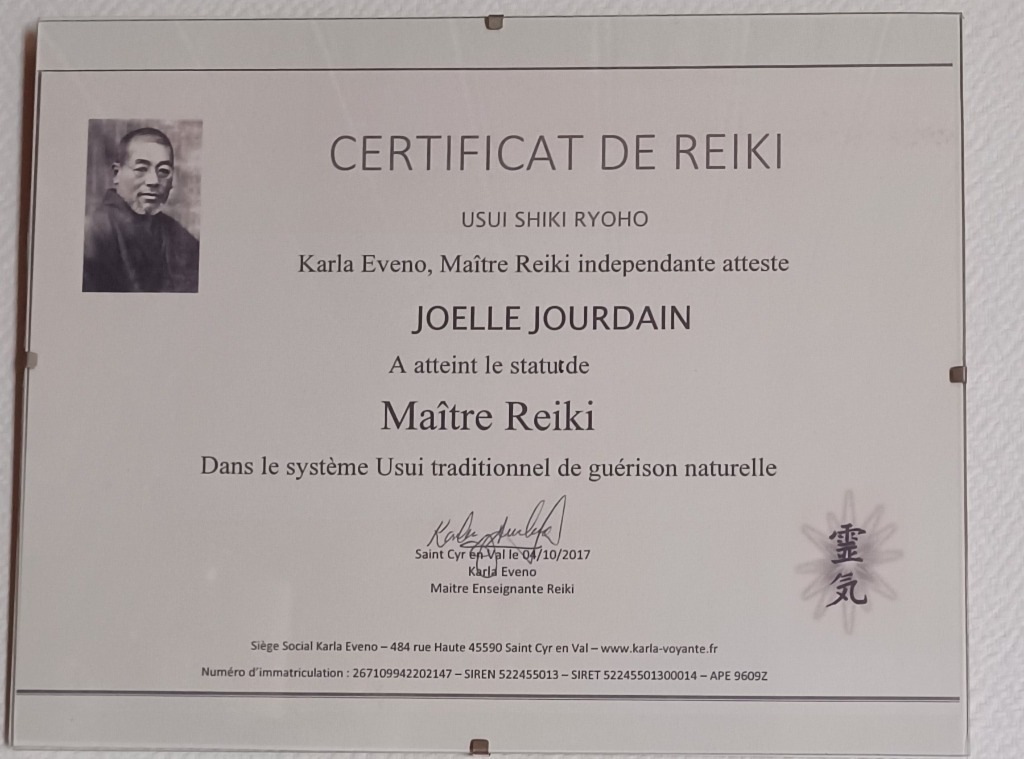 CERTIFICAT DE REIKI
USUI SHIKI RYOHO
Karla Eveno, Maître Reiki independante atteste
JOELLE JOURDAIN
A atteint le statutde
Maître Reiki
Dans le système Usui traditionnel de guérison naturelle
Saint Cyr en Val le 04/10/2017
Karla Eveno
Maitre Enseignante Reiki
靈
気
Siège Social Karla Eveno – 484 rue Haute 45590 Saint Cyr en Val – www.karla-voyante.fr
Numéro d'immatriculation : 267109942202147 – SIREN 522455013 – SIRET 52245501300014 – APE 9609Z